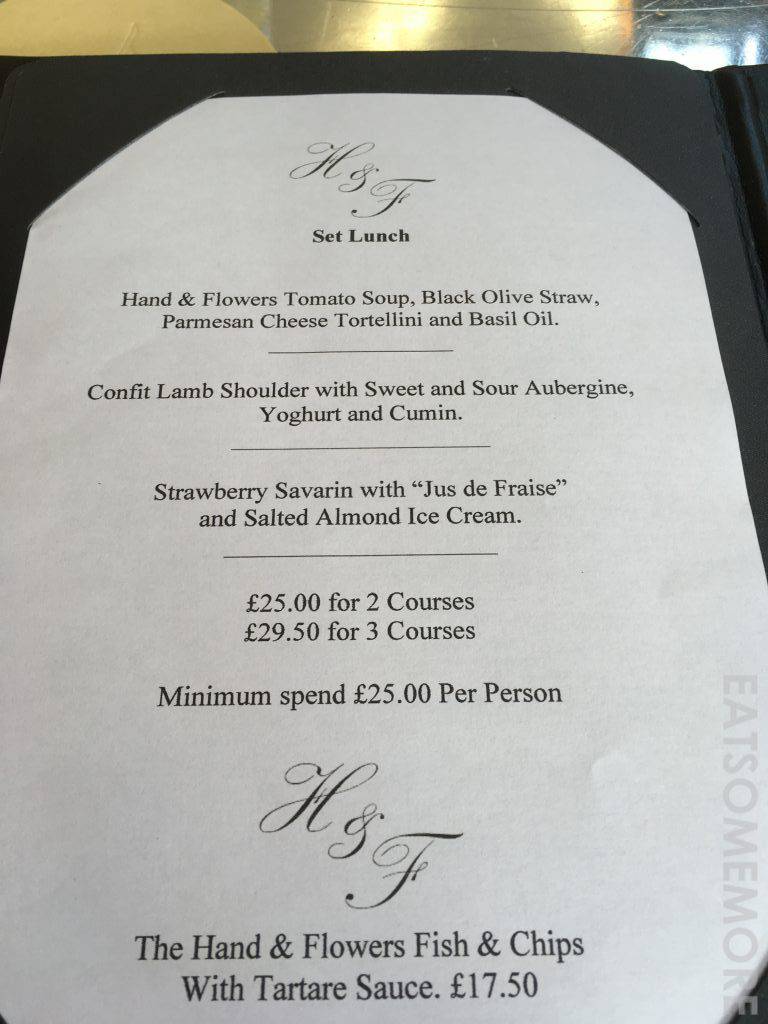 H & F
Set Lunch
Hand & Flowers Tomato Soup, Black Olive Straw,
Parmesan Cheese Tortellini and Basil Oil.
Confit Lamb Shoulder with Sweet and Sour Aubergine,
Yoghurt and Cumin.
Strawberry Savarin with “Jus de Fraise”
and Salted Almond Ice Cream.
£25.00 for 2 Courses
£29.50 for 3 Courses
Minimum spend £25.00 Per Person
H & F
The Hand & Flowers Fish & Chips
With Tartare Sauce. £17.50
EATSOMEMORE